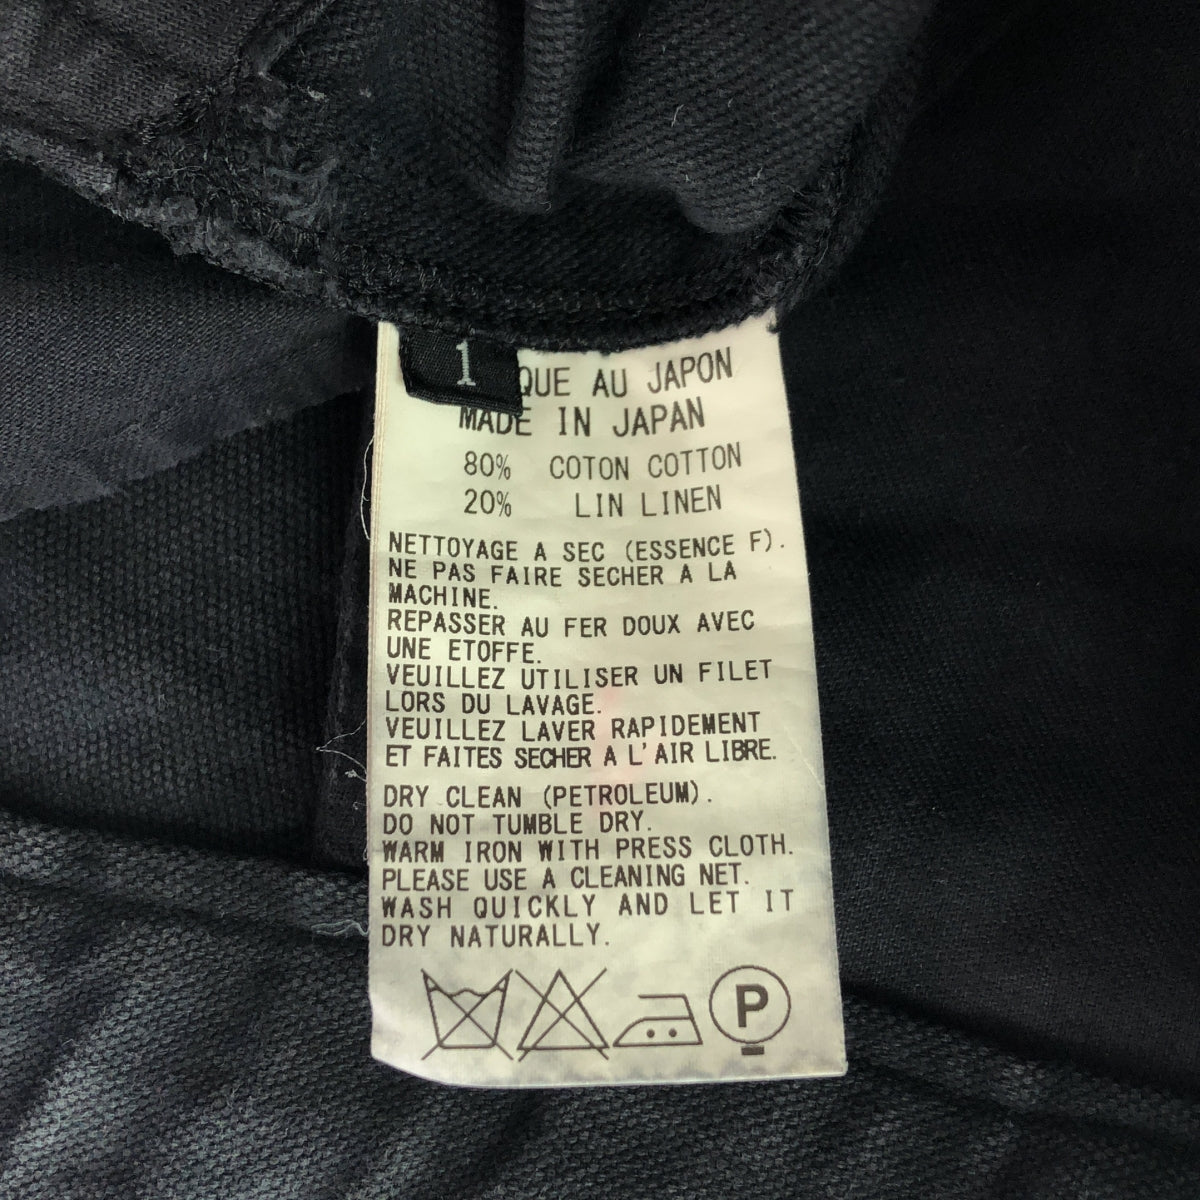 1
QUE AU JAPON
MADE IN JAPAN
80% COTON COTTON
20% LIN LINEN
NETTOYAGE A SEC (ESSENCE F).
NE PAS FAIRE SECHER A LA
MACHINE.
REPASSER AU FER DOUX AVEC
UNE ETOFFE.
VEUILLEZ UTILISER UN FILET
LORS DU LAVAGE.
VEUILLEZ LAVER RAPIDEMENT
ET FAITES SECHER A L'AIR LIBRE.
DRY CLEAN (PETROLEUM).
DO NOT TUMBLE DRY.
WARM IRON WITH PRESS CLOTH.
PLEASE USE A CLEANING NET.
WASH QUICKLY AND LET IT
DRY NATURALLY.
P